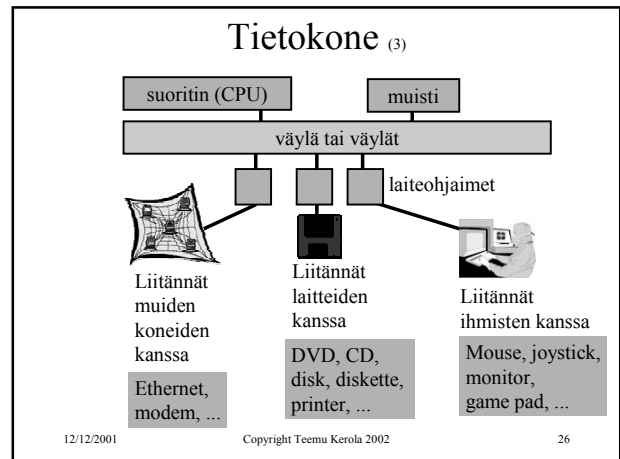 Tietokone (3)
suoritin (CPU)
muisti
väylä tai väylät
laiteohjaimet
Liitännät
muiden
koneiden
kanssa
Ethernet,
modem, ...
Liitännät
laitteiden
kanssa
DVD, CD,
disk, diskette,
printer, ...
Liitännät
ihmisten kanssa
Mouse, joystick,
monitor,
game pad, ...
12/12/2001
Copyright Teemu Kerola 2002
26